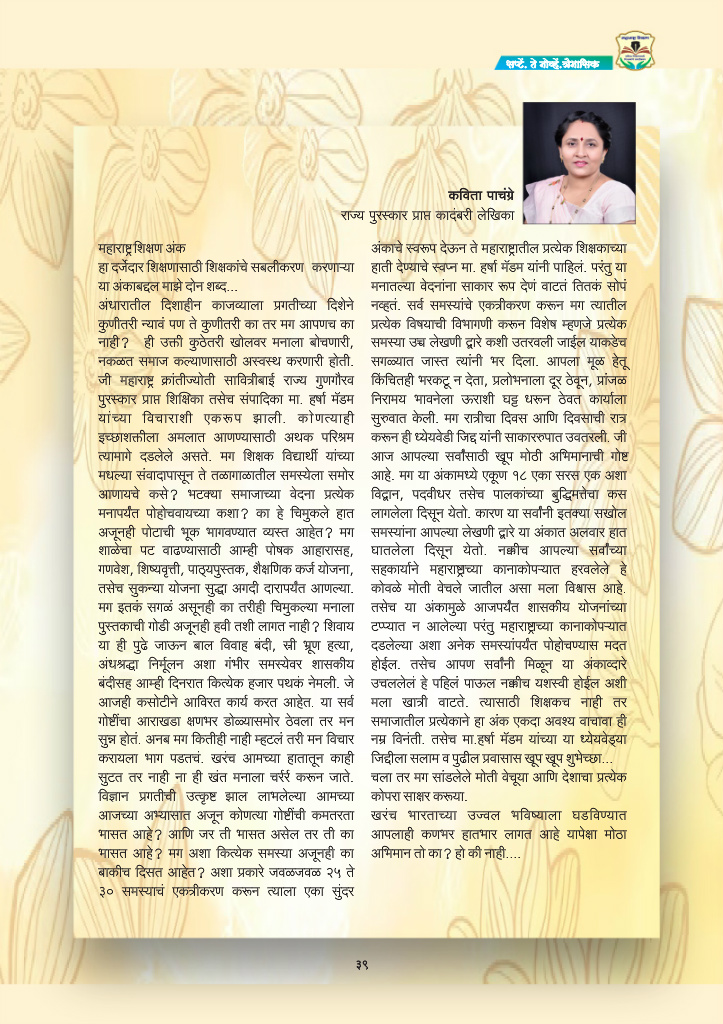 सप्टें. ते नोव्हें.त्रैमासिक
कविता पाचंग्रे
राज्य पुरस्कार प्राप्त कादंबरी लेखिका
महाराष्ट्र शिक्षण अंक
हा दर्जेदार शिक्षणासाठी शिक्षकांचे सबलीकरण करणाऱ्या
या अंकाबद्दल माझे दोन शब्द...
अंधारातील दिशाहीन काजव्याला प्रगतीच्या दिशेने
कुणीतरी न्यावं पण ते कुणीतरी का तर मग आपणच का
नाही? ही उक्ती कुठेतरी खोलवर मनाला बोचणारी,
नकळत समाज कल्याणासाठी अस्वस्थ करणारी होती.
जी महाराष्ट्र क्रांतीज्योती सावित्रीबाई राज्य गुणगौरव
पुरस्कार प्राप्त शिक्षिका तसेच संपादिका मा. हर्षा मॅडम
यांच्या विचाराशी एकरूप झाली. कोणत्याही
इच्छाशक्तीला अमलात आणण्यासाठी अथक परिश्रम
त्यामागे दडलेले असते. मग शिक्षक विद्यार्थी यांच्या
मधल्या संवादापासून ते तळागाळातील समस्येला समोर
आणायचे कसे? भटक्या समाजाच्या वेदना प्रत्येक
मनापर्यंत पोहोचवायच्या कशा? का हे चिमुकले हात
अजूनही पोटाची भूक भागवण्यात व्यस्त आहेत? मग
शाळेचा पट वाढण्यासाठी आम्ही पोषक आहारासह,
गणवेश, शिष्यवृत्ती, पाठ्यपुस्तक, शैक्षणिक कर्ज योजना,
तसेच सुकन्या योजना सुद्धा अगदी दारापर्यंत आणल्या.
मग इतकं सगळं असूनही का तरीही चिमुकल्या मनाला
पुस्तकाची गोडी अजूनही हवी तशी लागत नाही? शिवाय
या ही पुढे जाऊन बाल विवाह बंदी, स्री भ्रूण हत्या,
अंधश्रद्धा निर्मूलन अशा गंभीर समस्येवर शासकीय
बंदीसह आम्ही दिनरात कित्येक हजार पथकं नेमली. जे
आजही कसोटीने आविरत कार्य करत आहेत. या सर्व
गोष्टींचा आराखडा क्षणभर डोळ्यासमोर ठेवला तर मन
सुन्न होतं. अनब मग कितीही नाही म्हटलं तरी मन विचार
करायला भाग पडतचं. खरंच आमच्या हातातून काही
सुटत तर नाही ना ही खंत मनाला चर्रर्र करून जाते.
विज्ञान प्रगतीची उत्कृष्ट झाल लाभलेल्या आमच्या
आजच्या अभ्यासात अजून कोणत्या गोष्टींची कमतरता
भासत आहे? आणि जर ती भासत असेल तर ती का
भासत आहे? मग अशा कित्येक समस्या अजूनही का
बाकीच दिसत आहेत? अशा प्रकारे जवळजवळ २५ ते
३० समस्याचं एकत्रीकरण करून त्याला एका सुंदर
अंकाचे स्वरूप देऊन ते महाराष्ट्रातील प्रत्येक शिक्षकाच्या
हाती देण्याचे स्वप्न मा. हर्षा मॅडम यांनी पाहिलं. परंतु या
मनातल्या वेदनांना साकार रूप देणं वाटतं तितकं सोपं
नव्हतं. सर्व समस्यांचे एकत्रीकरण करून मग त्यातील
प्रत्येक विषयाची विभागणी करून विशेष म्हणजे प्रत्येक
समस्या उच्च लेखणी द्वारे कशी उतरवली जाईल याकडेच
सगळ्यात जास्त त्यांनी भर दिला. आपला मूळ हेतू
किंचितही भरकटू न देता, प्रलोभनाला दूर ठेवून, प्रांजळ
निरामय भावनेला ऊराशी घट्ट धरून ठेवत कार्याला
सुरुवात केली. मग रात्रीचा दिवस आणि दिवसाची रात्र
करून ही ध्येयवेडी जिद्द यांनी साकाररुपात उवतरली. जी
आज आपल्या सर्वांसाठी खूप मोठी अभिमानाची गोष्ट
आहे. मग या अंकामध्ये एकूण १८ एका सरस एक अशा
विद्वान, पदवीधर तसेच पालकांच्या बुद्धिमत्तेचा कस
लागलेला दिसून येतो. कारण या सर्वांनी इतक्या सखोल
समस्यांना आपल्या लेखणी द्वारे या अंकात अलवार हात
घातलेला दिसून येतो. नक्कीच आपल्या सर्वांच्या
सहकार्याने महाराष्ट्राच्या कानाकोपऱ्यात हरवलेले हे
कोवळे मोती वेचले जातील असा मला विश्वास आहे.
तसेच या अंकामुळे आजपर्यंत शासकीय योजनांच्या
टप्प्यात न आलेल्या परंतु महाराष्ट्राच्या कानाकोपऱ्यात
दडलेल्या अशा अनेक समस्यांपर्यंत पोहोचण्यास मदत
होईल. तसेच आपण सर्वांनी मिळून या अंकाव्दारे
उचललेलं हे पहिलं पाऊल नक्कीच यशस्वी होईल अशी
मला खात्री वाटते. त्यासाठी शिक्षकच नाही तर
समाजातील प्रत्येकाने हा अंक एकदा अवश्य वाचावा ही
नम्र विनंती. तसेच मा.हर्षा मॅडम यांच्या या ध्येयवेड्या
जिद्दीला सलाम व पुढील प्रवासास खूप खूप शुभेच्छा...
चला तर मग सांडलेले मोती वेचूया आणि देशाचा प्रत्येक
कोपरा साक्षर करूया.
खरंच भारताच्या उज्वल भविष्याला घडविण्यात
आपलाही कणभर हातभार लागत आहे यापेक्षा मोठा
अभिमान तो का? हो की नाही....
३९